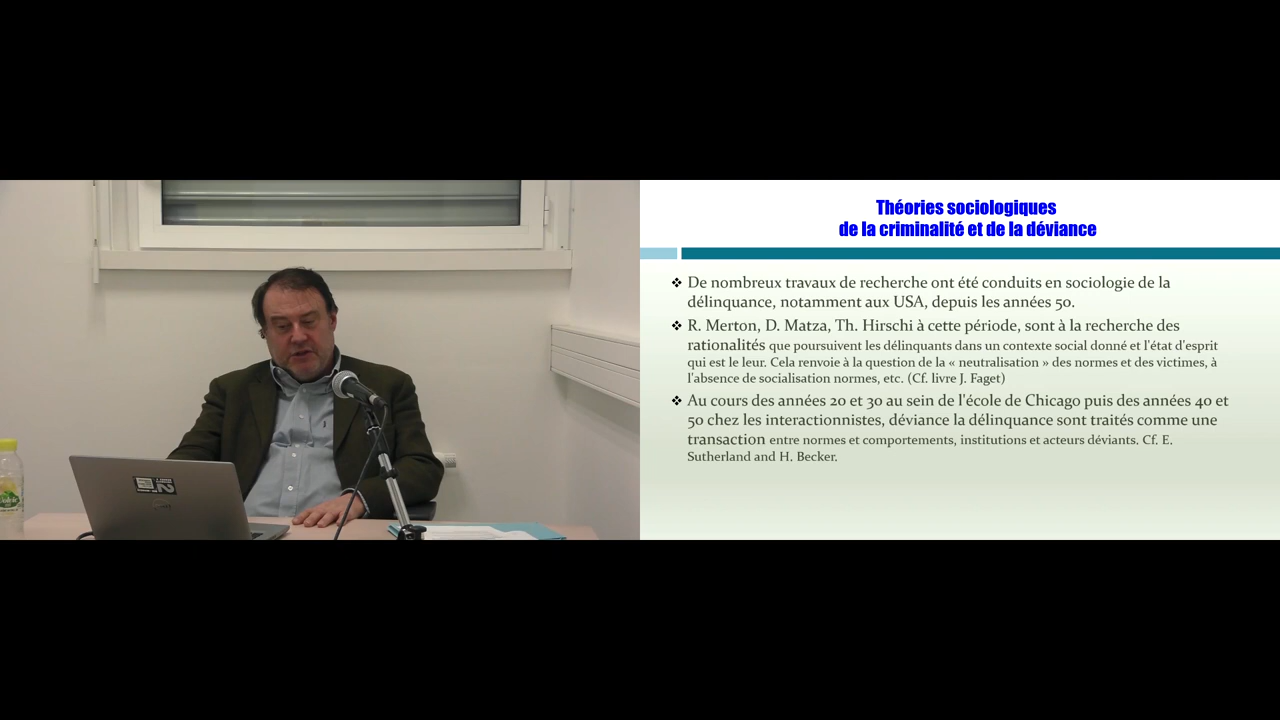 Théories sociologiques
de la criminalité et de la déviance
❖ De nombreux travaux de recherche ont été conduits en sociologie de la
délinquance, notamment aux USA, depuis les années 50.
❖ R. Merton, D. Matza, Th. Hirschi à cette période, sont à la recherche des
rationalités que poursuivent les délinquants dans un contexte social donné et l'état d'esprit
qui est le leur. Cela renvoie à la question de la « neutralisation » des normes et des victimes, à
l'absence de socialisation normes, etc. (Cf. livre J. Faget)
❖ Au cours des années 20 et 30 au sein de l'école de Chicago puis des années 40 et
50 chez les interactionnistes, déviance la délinquance sont traités comme une
transaction entre normes et comportements, institutions et acteurs déviants. Cf. E.
Sutherland and H. Becker.